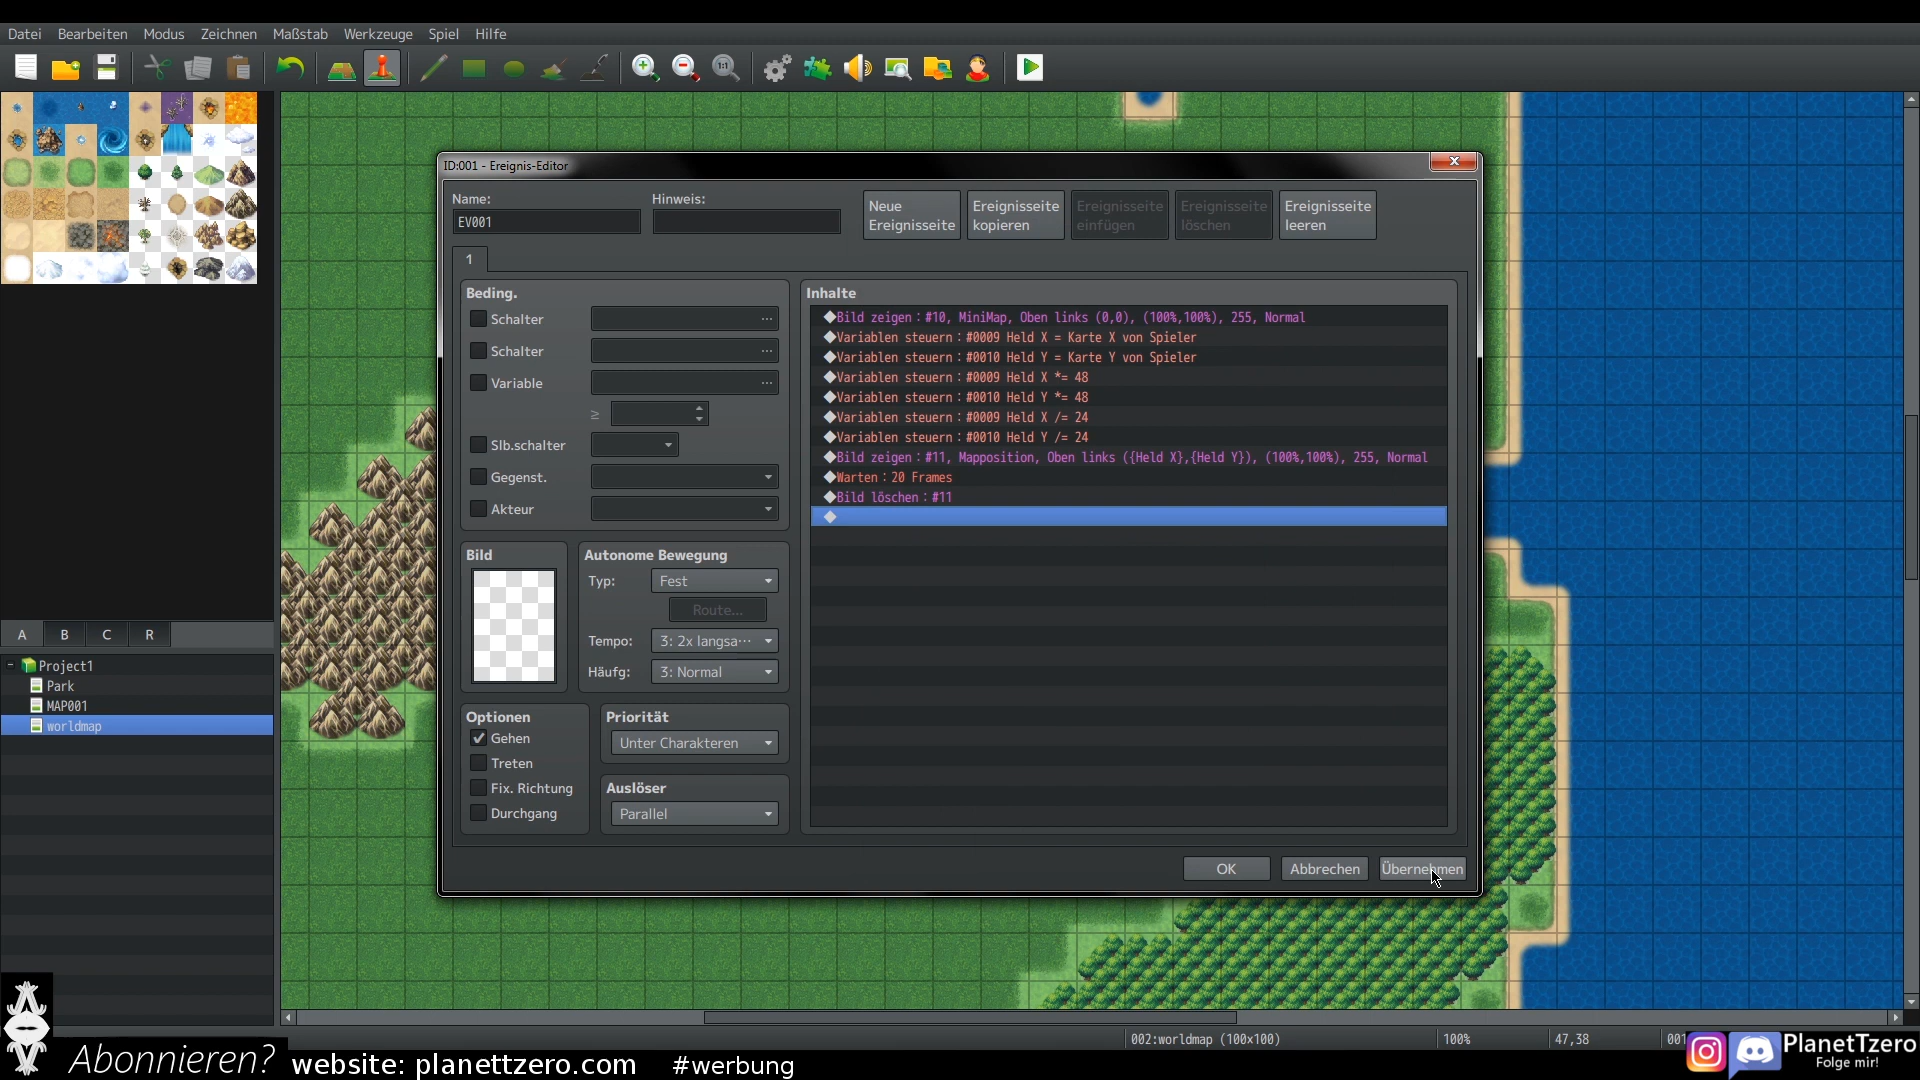 Datei Bearbeiten Modus Zeichnen Maßstab Werkzeuge Spiel Hilfe
1:1
ID:001 - Ereignis-Editor
Name: Hinweis:
EV001
Neue Ereignisseite
Ereignisseite kopieren
Ereignisseite einfügen
Ereignisseite löschen
Ereignisseite leeren
1
Beding.
Schalter ...
Schalter ...
Variable ...
≥
Slb.schalter
Gegenst.
Akteur
Bild
Autonome Bewegung
Typ: Fest
Route...
Tempo: 3: 2x langsa...
Häufg: 3: Normal
Optionen
Gehen
Treten
Fix. Richtung
Durchgang
Priorität
Unter Charakteren
Auslöser
Parallel
Inhalte
◆Bild zeigen : #10, MiniMap, Oben links (0,0), (100%,100%), 255, Normal
◆Variablen steuern : #0009 Held X = Karte X von Spieler
◆Variablen steuern : #0010 Held Y = Karte Y von Spieler
◆Variablen steuern : #0009 Held X *= 48
◆Variablen steuern : #0010 Held Y *= 48
◆Variablen steuern : #0009 Held X /= 24
◆Variablen steuern : #0010 Held Y /= 24
◆Bild zeigen : #11, Mapposition, Oben links ({Held X},{Held Y}), (100%,100%), 255, Normal
◆Warten : 20 Frames
◆Bild löschen : #11
◆
OK Abbrechen Übernehmen
A B C R
Project1
Park
MAP001
worldmap
002:worldmap (100x100) 100% 47,38 001
Abonnieren? website: planettzero.com #werbung
PlanetTzero
Folge mir!